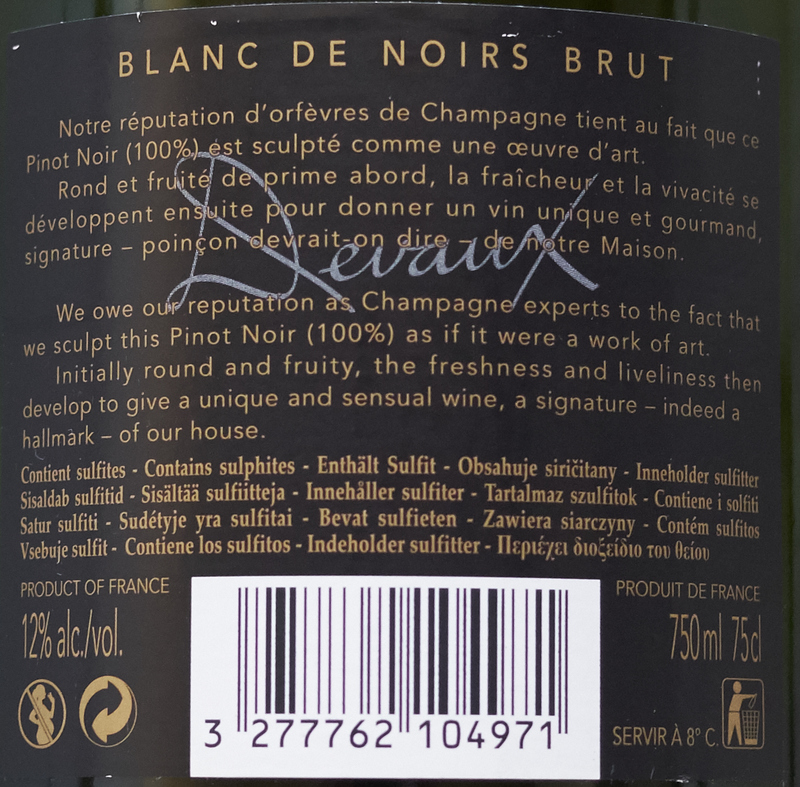 BLANC DE NOIRS BRUT
Notre réputation d'orfèvres de Champagne tient au fait que ce
Pinot Noir (100%) est sculpté comme une œuvre d'art.
Rond et fruité de prime abord, la fraîcheur et la vivacité se
développent ensuite pour donner un vin unique et gourmand,
signature – poinçon devrait-on dire – de notre Maison.
Devaux
We owe our reputation as Champagne experts to the fact that
we sculpt this Pinot Noir (100%) as if it were a work of art.
Initially round and fruity, the freshness and liveliness then
develop to give a unique and sensual wine, a signature – indeed a
hallmark – of our house.
Contient sulfites - Contains sulphites - Enthält Sulfit - Obsahuje siričitany - Inneholder sulfitter
Sisaldab sulfitid - Sisältää sulfiitteja - Innehåller sulfiter - Tartalmaz szulfitok - Contiene i solfiti
Satur sulfiti - Sudétyje yra sulfitai - Bevat sulfieten - Zawiera siarczyny - Contém sulfitos
Vsebuje sulfit - Contiene los sulfitos - Indeholder sulfitter - Περιέχει διοξείδιο του θείου
PRODUCT OF FRANCE
PRODUIT DE FRANCE
12% alc./vol.
750 ml 75cl
SERVIR À 8° C.
3 277762 104971